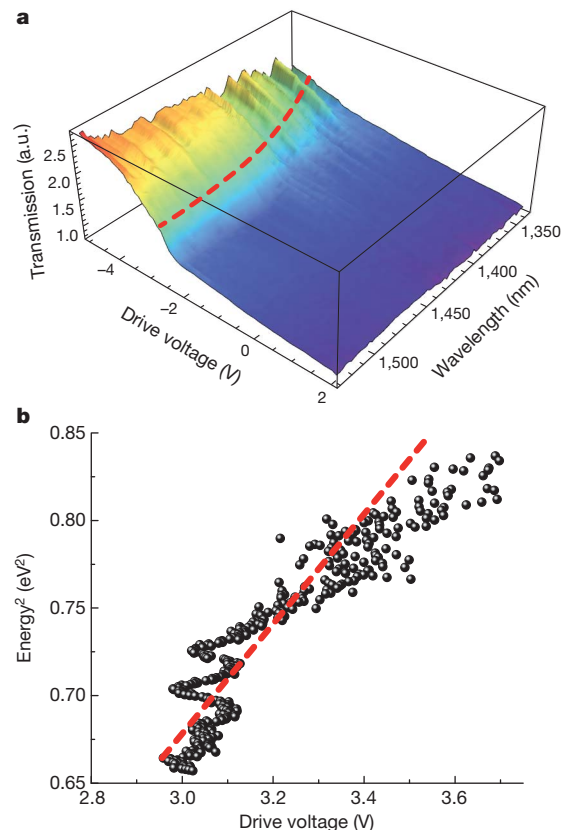 a
Transmission (a.u.)
2.5
2.0
1.5
1.0
–4
–2
0
2
Drive voltage (V)
1,350
1,400
1,450
1,500
Wavelength (nm)
b
Energy² (eV²)
0.85
0.80
0.75
0.70
0.65
2.8 3.0 3.2 3.4 3.6
Drive voltage (V)